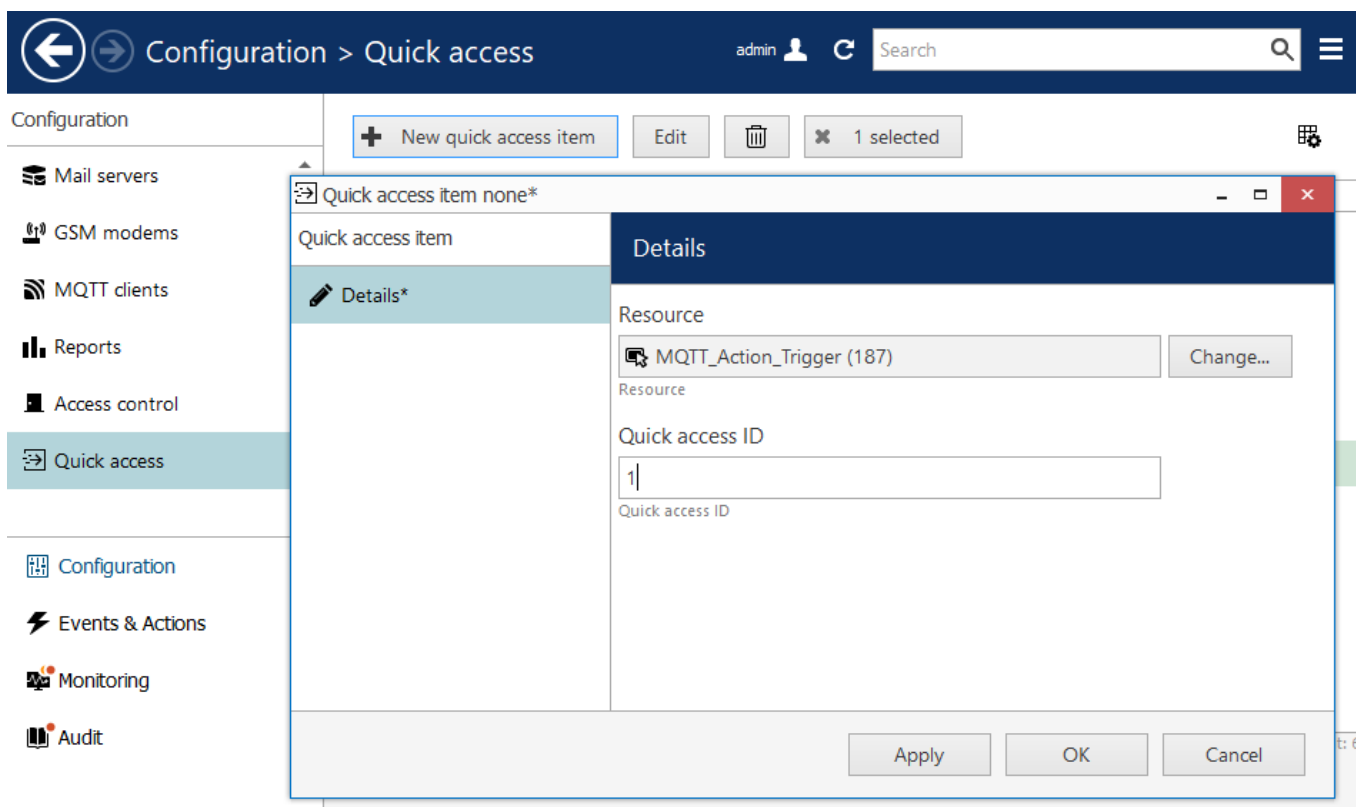 Configuration > Quick access
admin
Search
Configuration
Mail servers
GSM modems
MQTT clients
Reports
Access control
Quick access
Configuration
Events & Actions
Monitoring
Audit
New quick access item
Edit
1 selected
Quick access item none*
Quick access item
Details*
Details
Resource
MQTT_Action_Trigger (187)
Change...
Resource
Quick access ID
1
Quick access ID
Apply
OK
Cancel